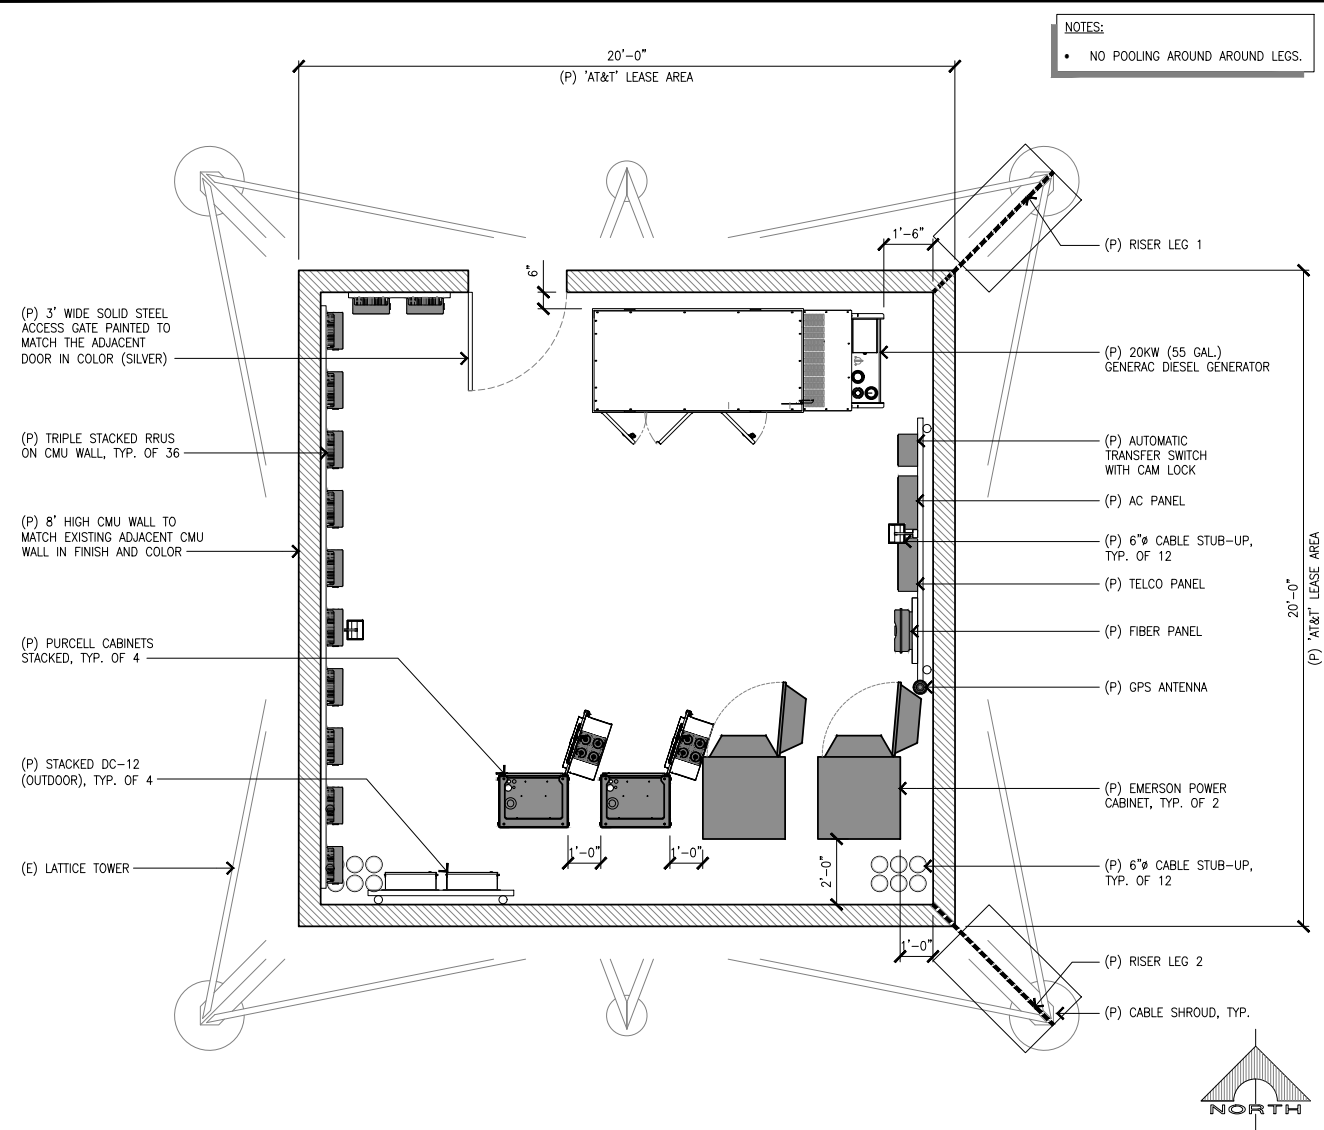 NOTES:
• NO POOLING AROUND AROUND LEGS.
20'-0"
(P) 'AT&T' LEASE AREA
1'-6"
(P) RISER LEG 1
6"
(P) 3' WIDE SOLID STEEL
ACCESS GATE PAINTED TO
MATCH THE ADJACENT
DOOR IN COLOR (SILVER)
(P) 20KW (55 GAL.)
GENERAC DIESEL GENERATOR
(P) TRIPLE STACKED RRUS
ON CMU WALL, TYP. OF 36
(P) AUTOMATIC
TRANSFER SWITCH
WITH CAM LOCK
(P) AC PANEL
(P) 8' HIGH CMU WALL TO
MATCH EXISTING ADJACENT CMU
WALL IN FINISH AND COLOR
(P) 6"ø CABLE STUB-UP,
TYP. OF 12
(P) TELCO PANEL
20'-0"
(P) 'AT&T' LEASE AREA
(P) FIBER PANEL
(P) PURCELL CABINETS
STACKED, TYP. OF 4
(P) GPS ANTENNA
(P) STACKED DC-12
(OUTDOOR), TYP. OF 4
(P) EMERSON POWER
CABINET, TYP. OF 2
1'-0"
1'-0"
2'-0"
(E) LATTICE TOWER
(P) 6"ø CABLE STUB-UP,
TYP. OF 12
1'-0"
(P) RISER LEG 2
(P) CABLE SHROUD, TYP.
NORTH